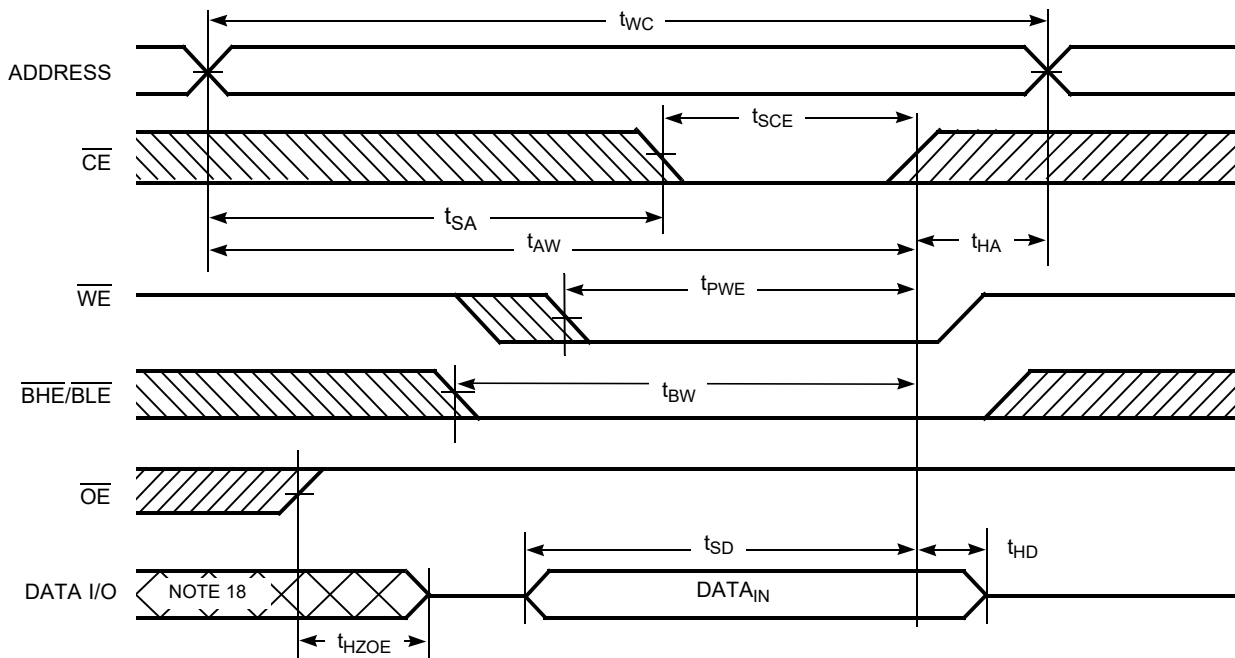 tWC
ADDRESS
tSCE
CE
tSA
tAW
tHA
WE
tPWE
BHE/BLE
tBW
OE
tSD
tHD
DATA I/O
NOTE 18
DATAIN
tHZOE